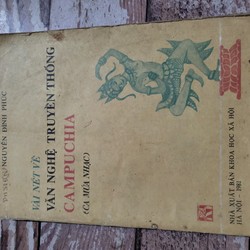 NGUYỄN ĐÌNH PHÚC
VÀI NÉT VỀ
VĂN NGHỆ TRUYỀN THỐNG
CAMPUCHIA
(CA MÚA NHẠC)
NHÀ XUẤT BẢN KHOA HỌC XÃ HỘI
HÀ NỘI - 1981